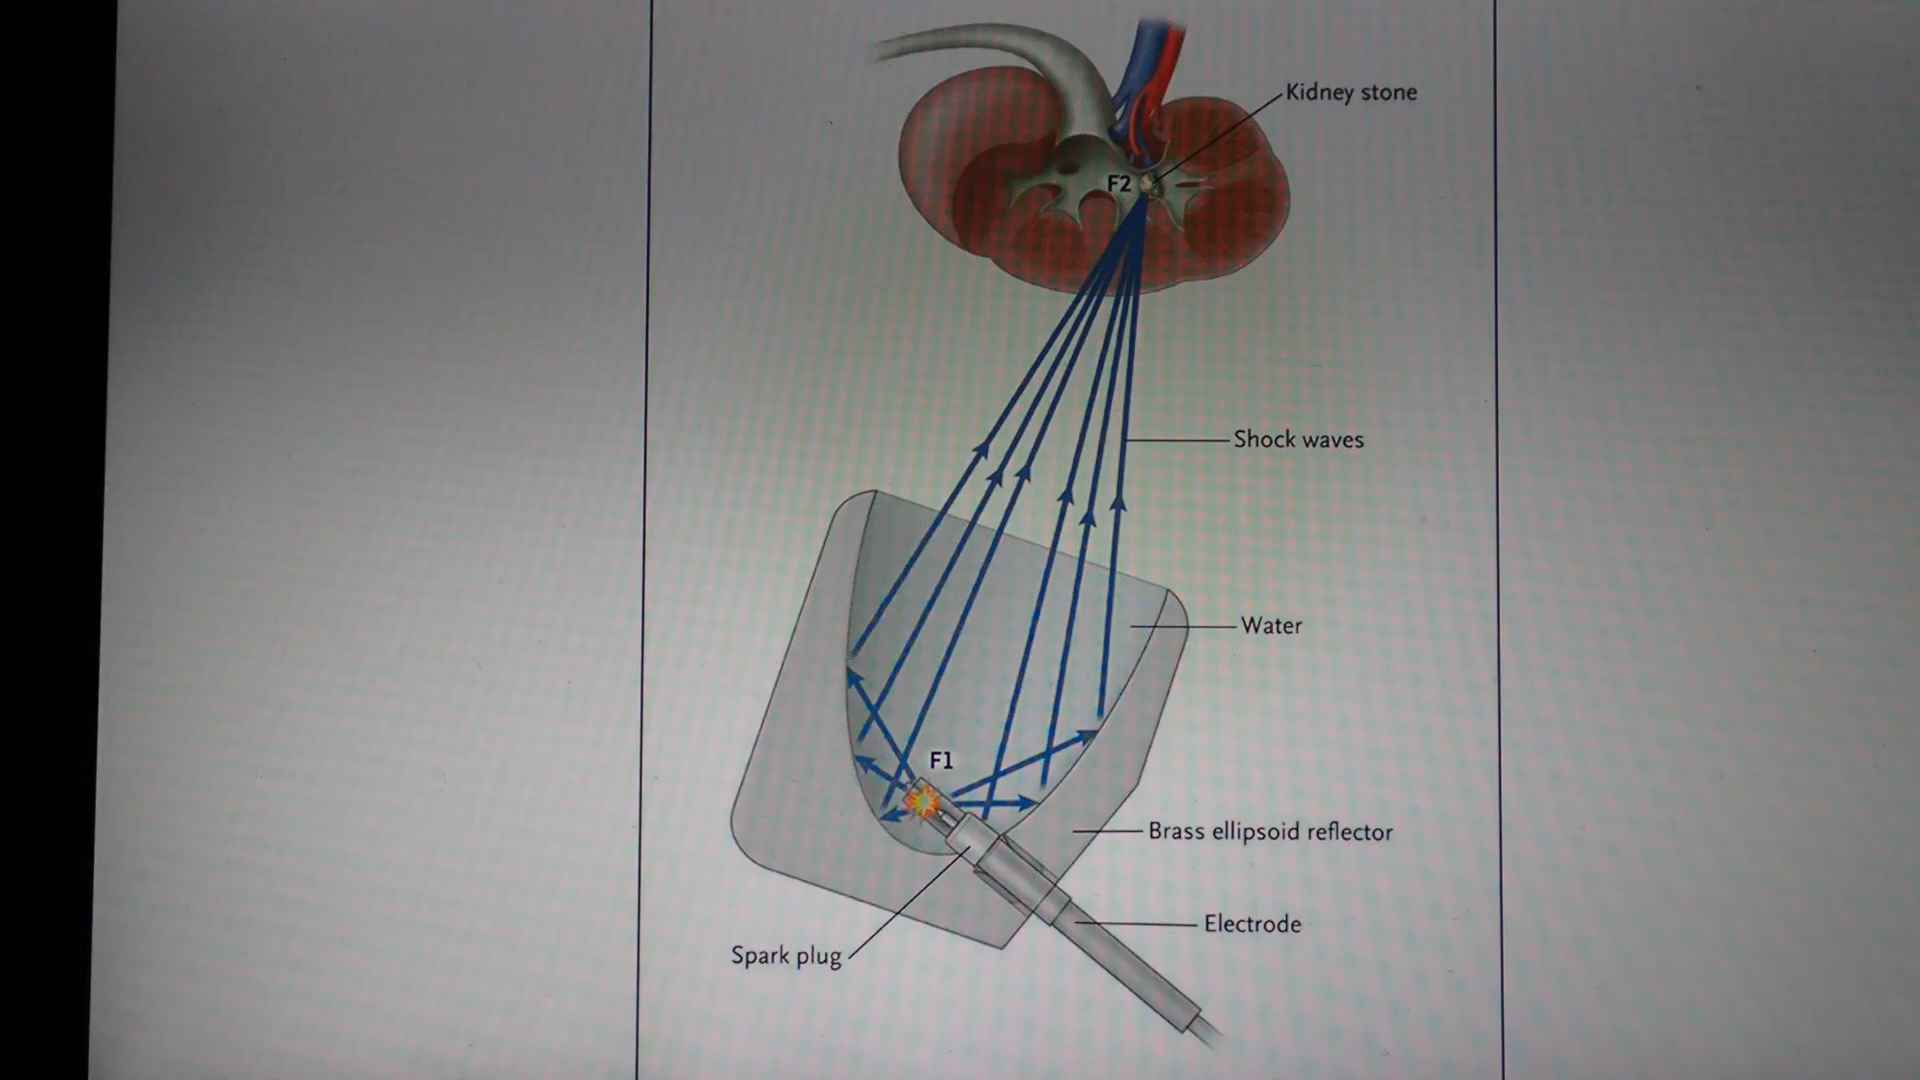 Kidney stone
F2
Shock waves
Water
F1
Brass ellipsoid reflector
Electrode
Spark plug